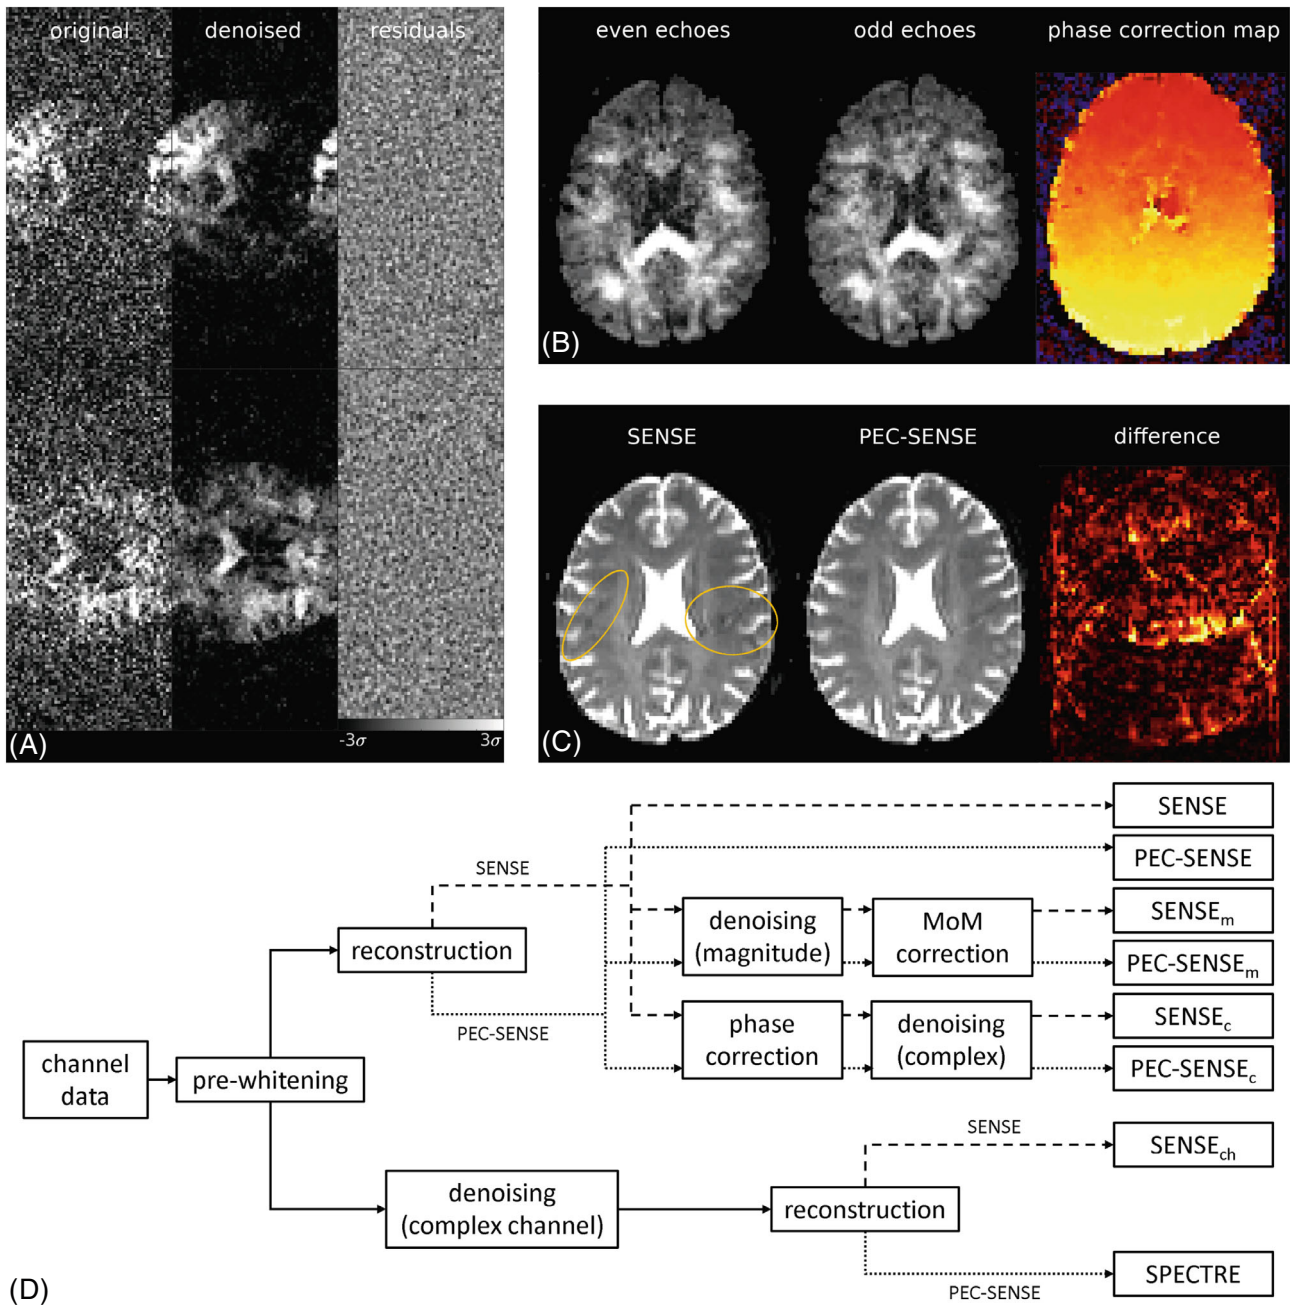 original denoised residuals
-3σ 3σ
(A)
even echoes odd echoes phase correction map
(B)
SENSE PEC-SENSE difference
(C)
SENSE
PEC-SENSE
SENSE
denoising
(magnitude)
MoM
correction
SENSEm
reconstruction
PEC-SENSEm
PEC-SENSE
phase
correction
denoising
(complex)
SENSEc
channel
data
pre-whitening
PEC-SENSEc
SENSE
SENSEch
denoising
(complex channel)
reconstruction
SPECTRE
PEC-SENSE
(D)